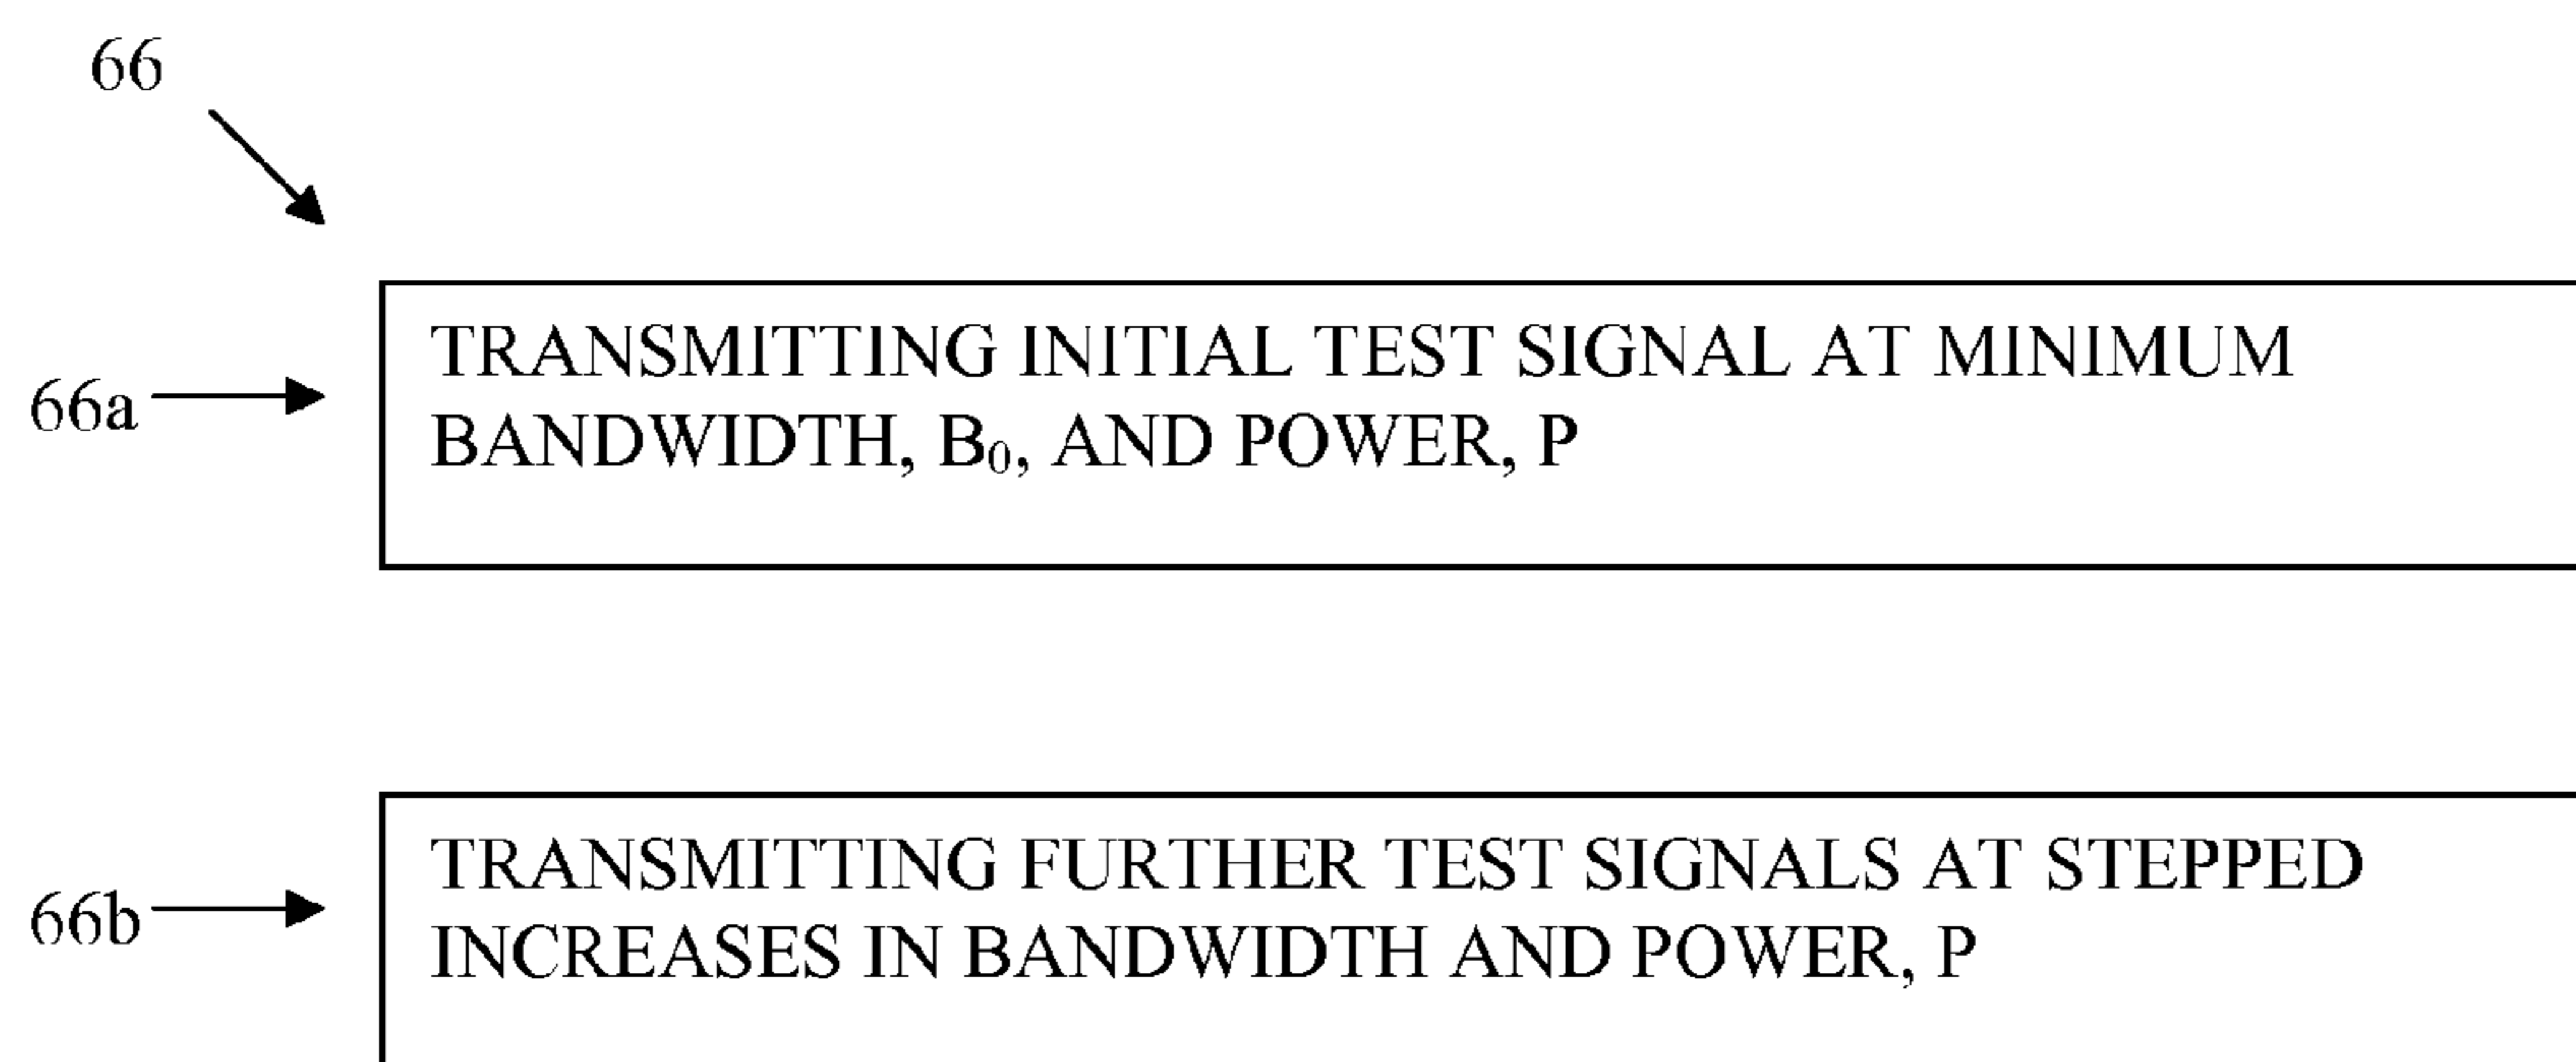 66
66a
TRANSMITTING INITIAL TEST SIGNAL AT MINIMUM
BANDWIDTH, B₀, AND POWER, P
66b
TRANSMITTING FURTHER TEST SIGNALS AT STEPPED
INCREASES IN BANDWIDTH AND POWER, P